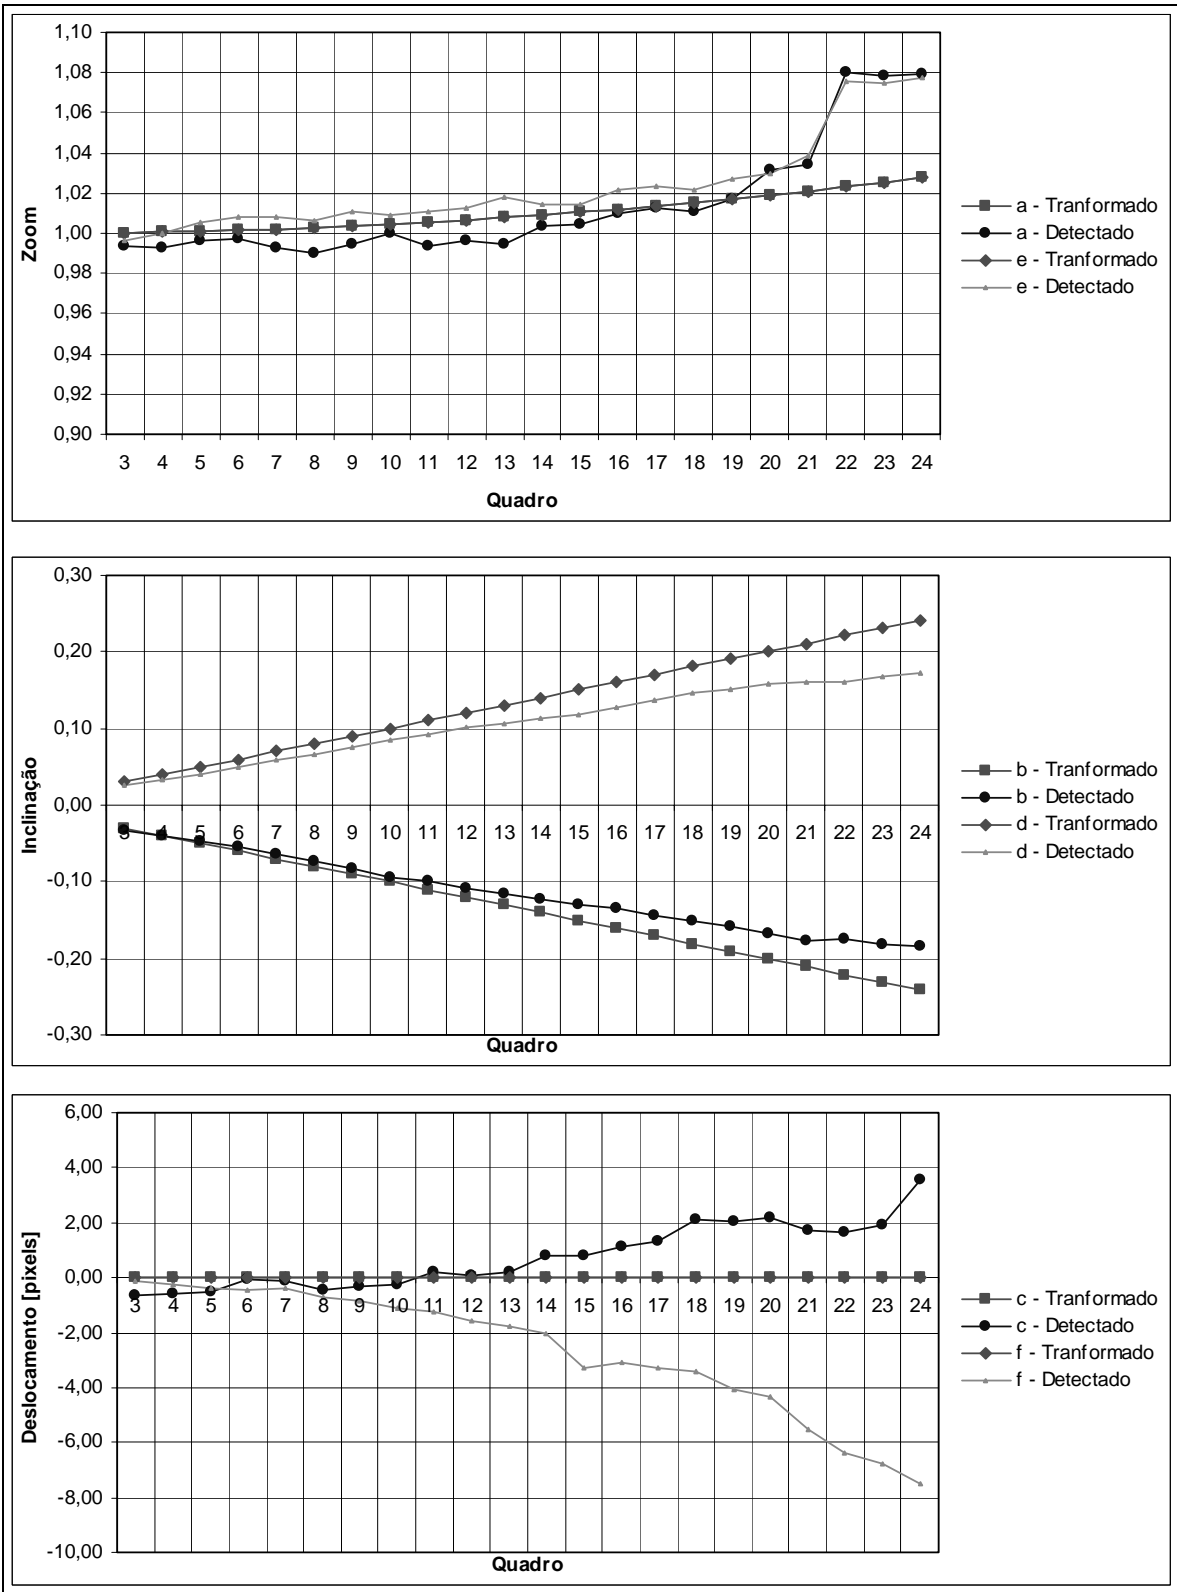 1,10
1,08
1,06
1,04
1,02
1,00
0,98
0,96
0,94
0,92
0,90
Zoom
3 4 5 6 7 8 9 10 11 12 13 14 15 16 17 18 19 20 21 22 23 24
Quadro
a - Tranformado
a - Detectado
e - Tranformado
e - Detectado
0,30
0,20
0,10
0,00
-0,10
-0,20
-0,30
Inclinação
3 4 5 6 7 8 9 10 11 12 13 14 15 16 17 18 19 20 21 22 23 24
Quadro
b - Tranformado
b - Detectado
d - Tranformado
d - Detectado
6,00
4,00
2,00
0,00
-2,00
-4,00
-6,00
-8,00
-10,00
Deslocamento [pixels]
3 4 5 6 7 8 9 10 11 12 13 14 15 16 17 18 19 20 21 22 23 24
Quadro
c - Tranformado
c - Detectado
f - Tranformado
f - Detectado